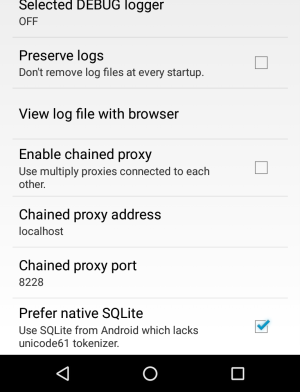 Selected DEBUG logger
OFF
Preserve logs
Don't remove log files at every startup.
View log file with browser
Enable chained proxy
Use multiply proxies connected to each
other.
Chained proxy address
localhost
Chained proxy port
8228
Prefer native SQLite
Use SQLite from Android which lacks
unicode61 tokenizer.